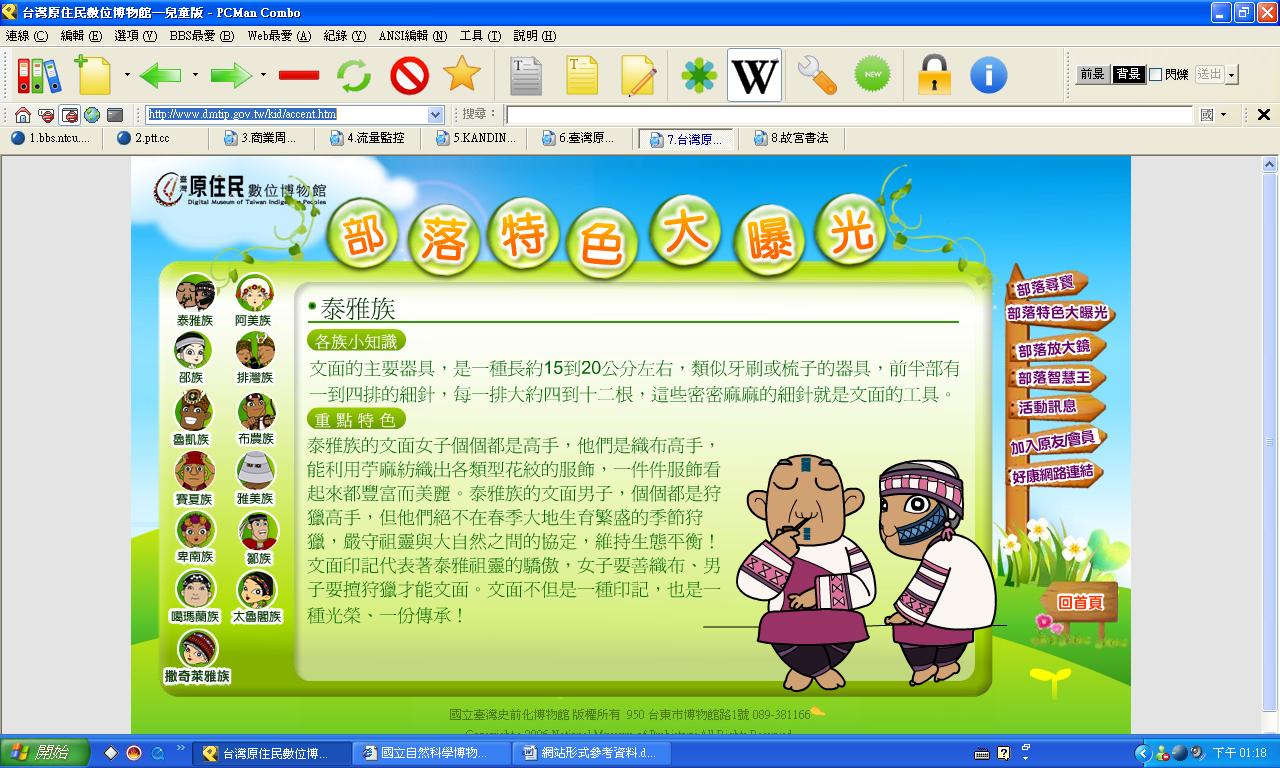 台灣原住民數位博物館—兒童版 - PCMan Combo
連線 (C) 編輯 (E) 選項 (V) BBS最愛 (B) Web最愛 (A) 紀錄 (Y) ANSI編輯 (N) 工具 (T) 說明 (H)
NEW W i 前景 背景 閃爍 送出
http://www.dmtip.gov.tw/kid/accent.htm 搜尋： 國
1.bbs.ntcu.... 2.ptt.cc 3.商業周... 4.流量監控 5.KANDIN... 6.臺灣原... 7.台灣原... 8.故宮書法
臺灣原住民數位博物館
Digital Museum of Taiwan Indigenous Peoples
部落特色大曝光
泰雅族 阿美族
邵族 排灣族
魯凱族 布農族
賽夏族 雅美族
卑南族 鄒族
噶瑪蘭族 太魯閣族
撒奇萊雅族
泰雅族
各族小知識
文面的主要器具，是一種長約15到20公分左右，類似牙刷或梳子的器具，前半部有
一到四排的細針，每一排大約四到十二根，這些密密麻麻的細針就是文面的工具。
重點特色
泰雅族的文面女子個個都是高手，他們是織布高手，
能利用苧麻紡織出各類型花紋的服飾，一件件服飾看
起來都豐富而美麗。泰雅族的文面男子，個個都是狩
獵高手，但他們絕不在春季大地生育繁盛的季節狩
獵，嚴守祖靈與大自然之間的協定，維持生態平衡！
文面印記代表著泰雅祖靈的驕傲，女子要善織布、男
子要擅狩獵才能文面。文面不但是一種印記，也是一
種光榮、一份傳承！
部落尋寶
部落特色大曝光
部落放大鏡
部落智慧王
活動訊息
加入原友/會員
好康網路連結
回首頁
國立臺灣史前化博物館 版權所有 950 台東市博物館路1號 089-381166
Copyright © 2006 National Museum of Prehistory All Rights Reserved
開始 台灣原住民數位博... 國立自然科學博物... 網站形式參考資料.d... 下午 01:18